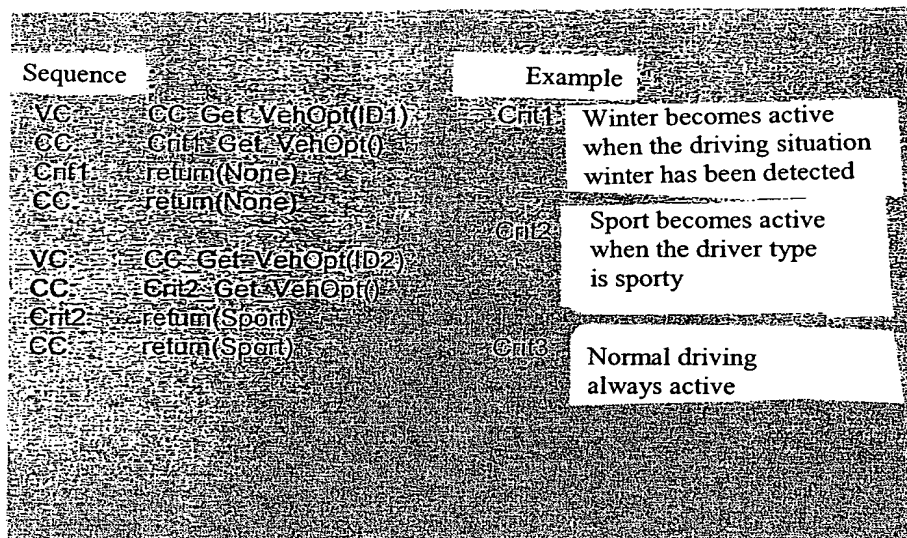 Sequence
VC: CC_Get_VehOpt(ID1)
CC: Crit1_Get_VehOpt()
Crit1: return(None)
CC: return(None)
VC: CC_Get_VehOpt(ID2)
CC: Crit2_Get_VehOpt()
Crit2: return(Sport)
CC: return(Sport)
Example
Crit1: Winter becomes active
when the driving situation
winter has been detected
Crit2: Sport becomes active
when the driver type
is sporty
Crit3: Normal driving
always active